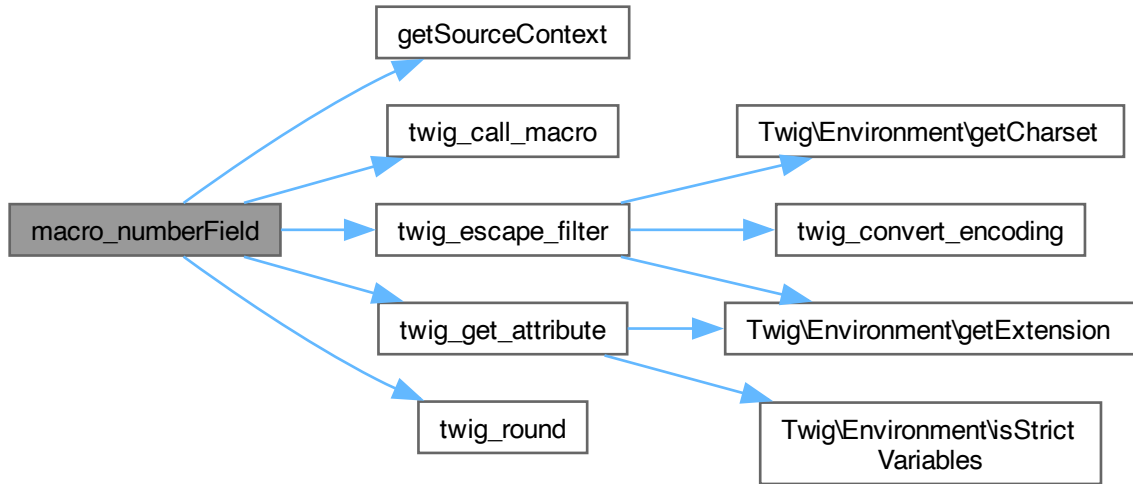 getSourceContext
twig_call_macro
Twig\Environment\getCharset
macro_numberField
twig_escape_filter
twig_convert_encoding
twig_get_attribute
Twig\Environment\getExtension
twig_round
Twig\Environment\isStrict
Variables